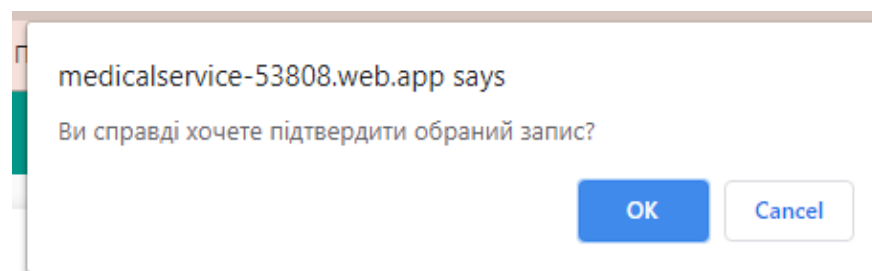 П
medicalservice-53808.web.app says
Ви справді хочете підтвердити обраний запис?
OK
Cancel